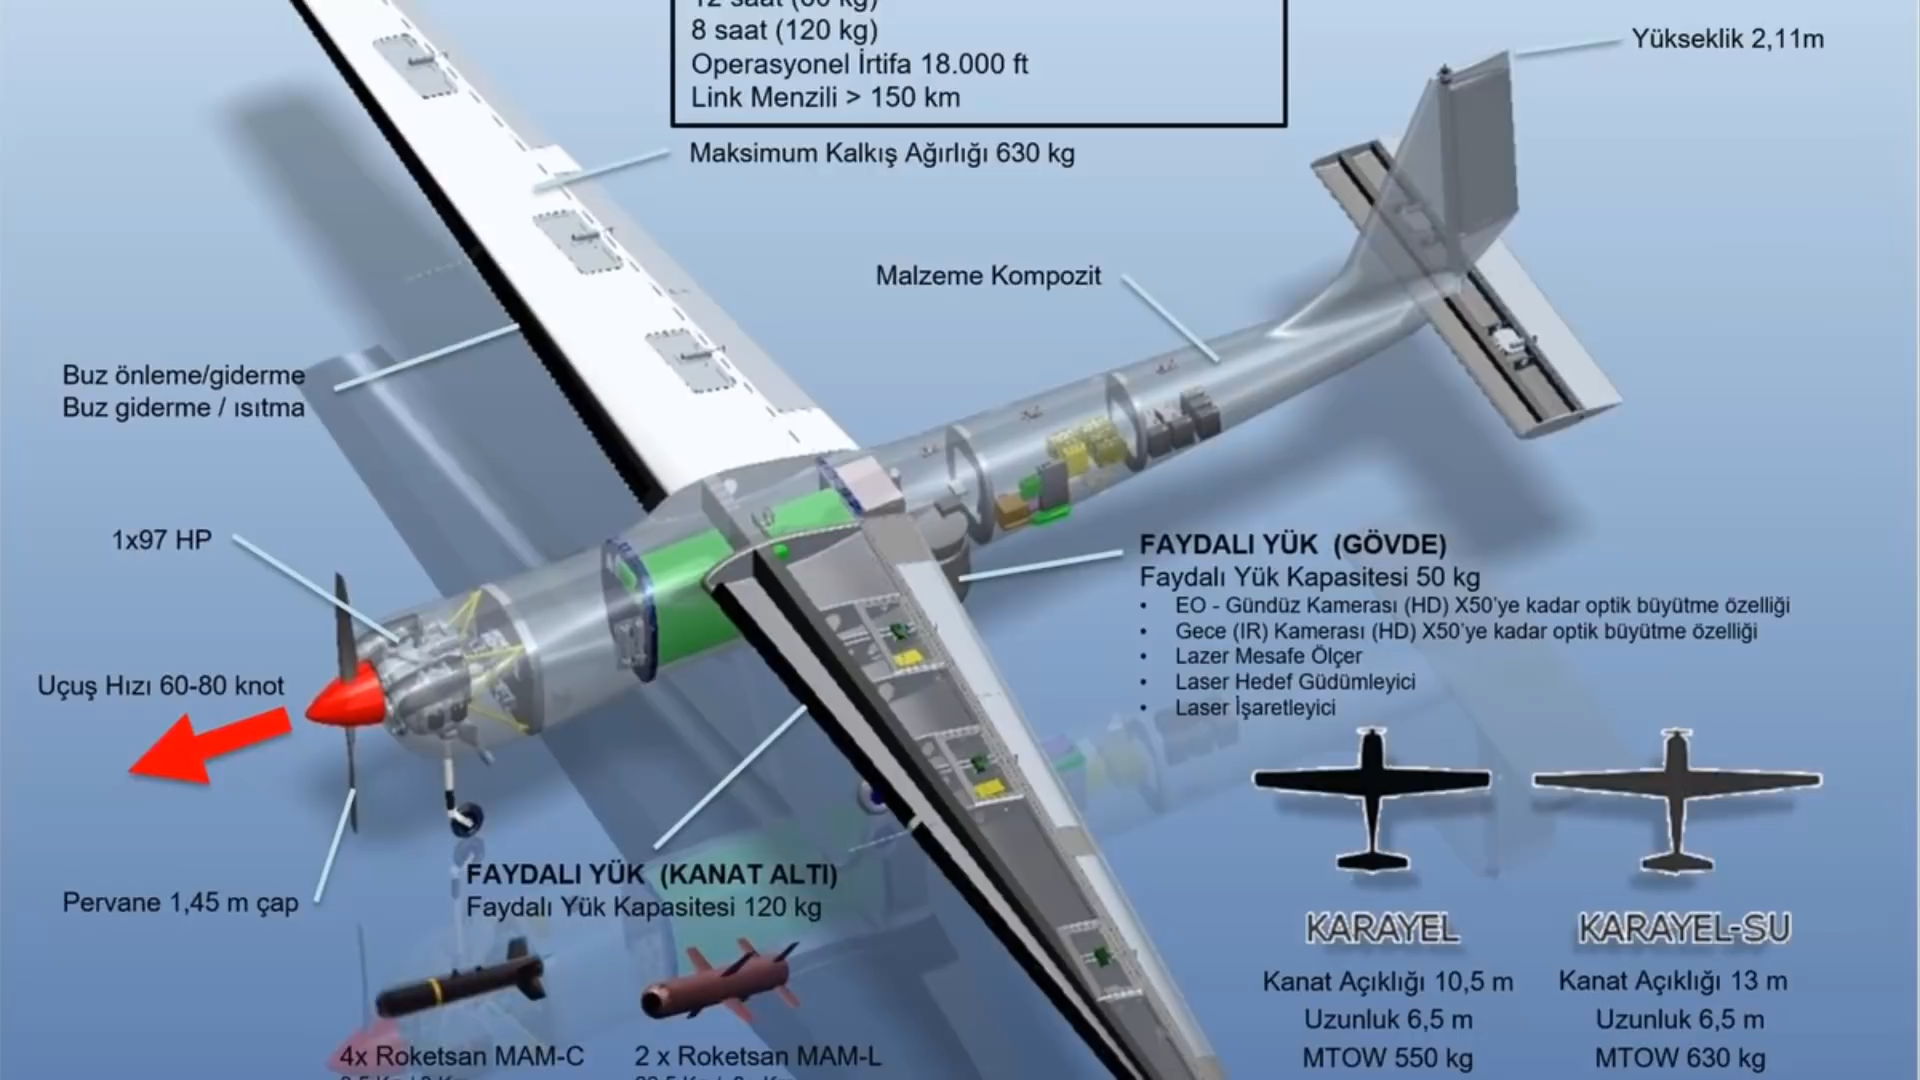 12 saat (60 kg)
8 saat (120 kg)
Operasyonel İrtifa 18.000 ft
Link Menzili > 150 km
Yükseklik 2,11m
Maksimum Kalkış Ağırlığı 630 kg
Malzeme Kompozit
Buz önleme/giderme
Buz giderme / ısıtma
1x97 HP
Uçuş Hızı 60-80 knot
Pervane 1,45 m çap
FAYDALI YÜK (GÖVDE)
Faydalı Yük Kapasitesi 50 kg
• EO - Gündüz Kamerası (HD) X50'ye kadar optik büyütme özelliği
• Gece (IR) Kamerası (HD) X50'ye kadar optik büyütme özelliği
• Lazer Mesafe Ölçer
• Laser Hedef Güdümleyici
• Laser İşaretleyici
FAYDALI YÜK (KANAT ALTI)
Faydalı Yük Kapasitesi 120 kg
4x Roketsan MAM-C
2 x Roketsan MAM-L
KARAYEL
Kanat Açıklığı 10,5 m
Uzunluk 6,5 m
MTOW 550 kg
KARAYEL-SU
Kanat Açıklığı 13 m
Uzunluk 6,5 m
MTOW 630 kg